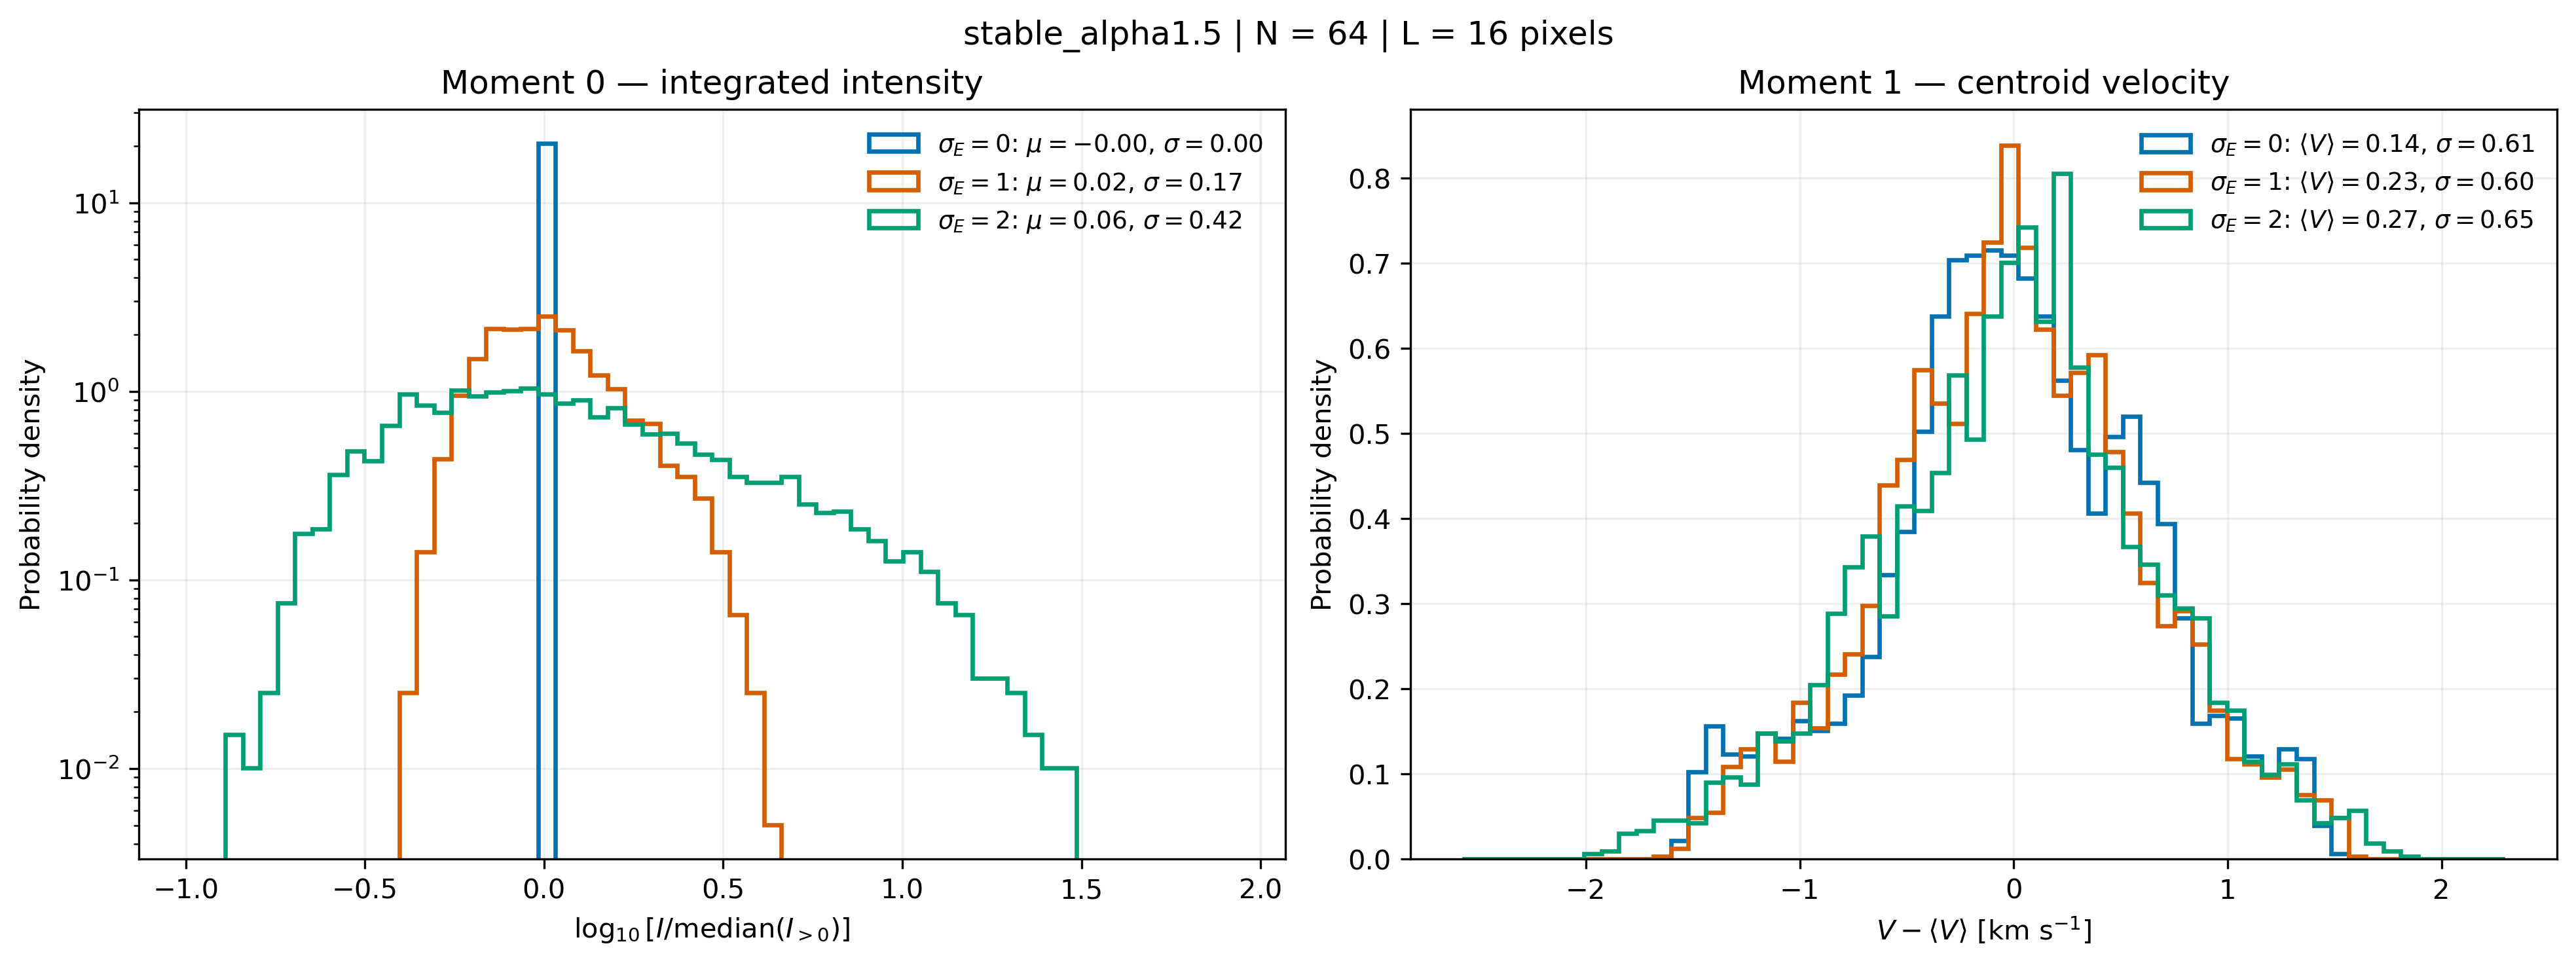 stable_alpha1.5 | N = 64 | L = 16 pixels
Moment 0 — integrated intensity
σ_E = 0: μ = −0.00, σ = 0.00
σ_E = 1: μ = 0.02, σ = 0.17
σ_E = 2: μ = 0.06, σ = 0.42
Probability density
10¹
10⁰
10⁻¹
10⁻²
−1.0 −0.5 0.0 0.5 1.0 1.5 2.0
log₁₀ [I/median(I_{>0})]
Moment 1 — centroid velocity
σ_E = 0: ⟨V⟩ = 0.14, σ = 0.61
σ_E = 1: ⟨V⟩ = 0.23, σ = 0.60
σ_E = 2: ⟨V⟩ = 0.27, σ = 0.65
Probability density
0.8
0.7
0.6
0.5
0.4
0.3
0.2
0.1
0.0
−2 −1 0 1 2
V − ⟨V⟩ [km s⁻¹]